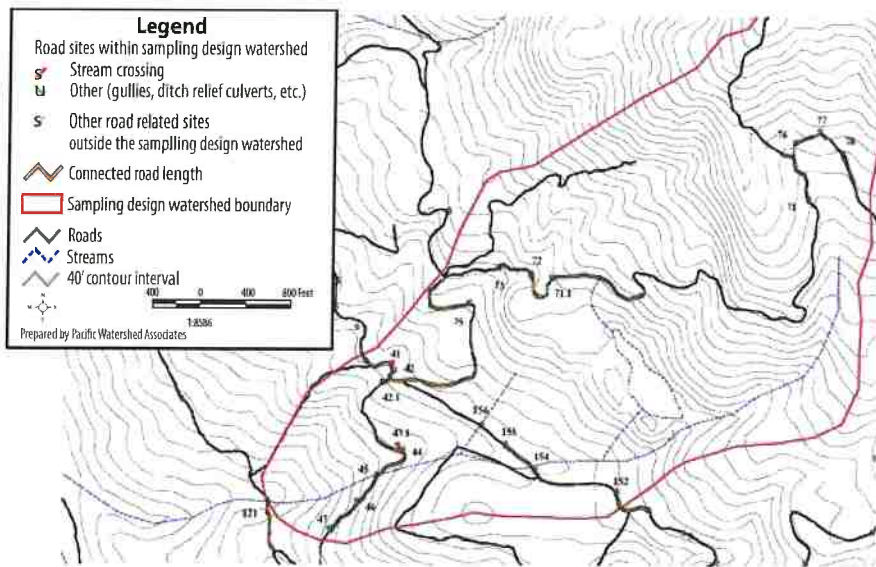 Legend
Road sites within sampling design watershed
S Stream crossing
Other (gullies, ditch relief culverts, etc.)
S Other road related sites
outside the samplling design watershed
Connected road length
Sampling design watershed boundary
Roads
Streams
40' contour interval
400 0 400 800 Feet
1:8586
Prepared by Pacific Watershed Associates
77
76
78
72
73
71.1
75
9
41
42
42.1
156
155
154
44
45
152
46
121
47